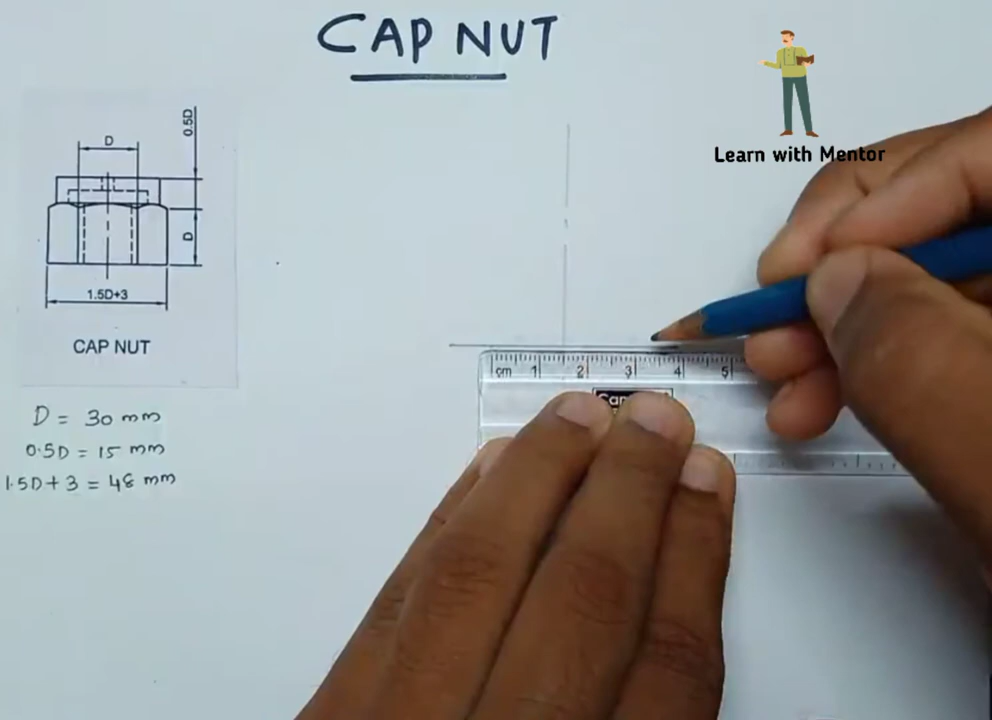 CAP NUT
Learn with Mentor
D
0.5D
D
1.5D+3
CAP NUT
D = 30 mm
0.5D = 15 mm
1.5D+3 = 48 mm
cm 1 2 3 4 5